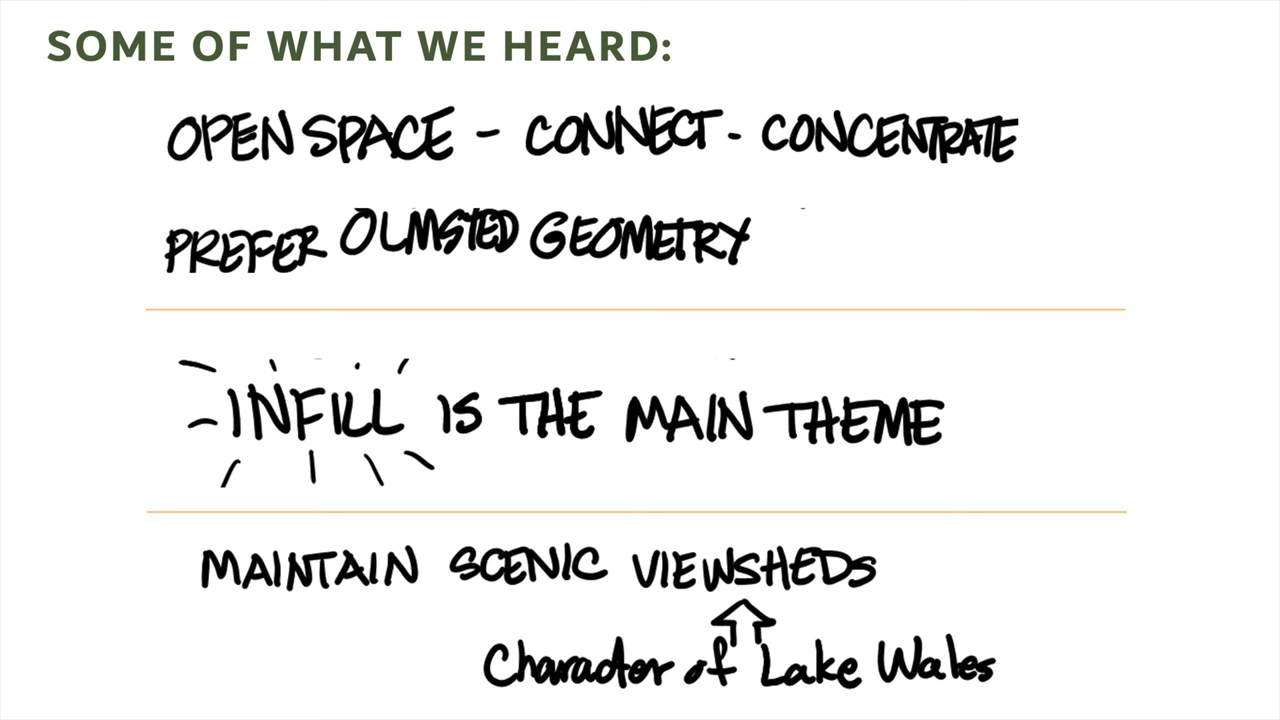 SOME OF WHAT WE HEARD:
OPEN SPACE - CONNECT - CONCENTRATE
PREFER OLMSTED GEOMETRY
INFILL IS THE MAIN THEME
MAINTAIN SCENIC VIEWSHEDS
Character of Lake Wales